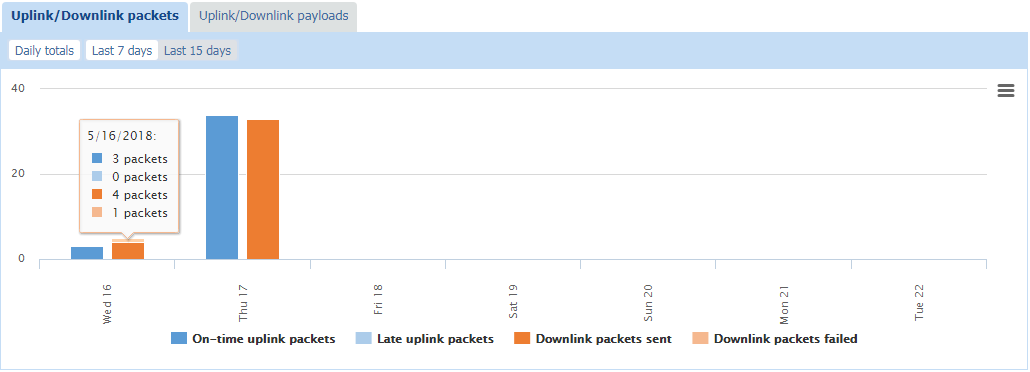 Uplink/Downlink packets Uplink/Downlink payloads
Daily totals Last 7 days Last 15 days
40
5/16/2018:
3 packets
0 packets
20
4 packets
1 packets
0
Wed 16
Thu 17
Fri 18
Sat 19
Sun 20
Mon 21
Tue 22
On-time uplink packets Late uplink packets Downlink packets sent Downlink packets failed